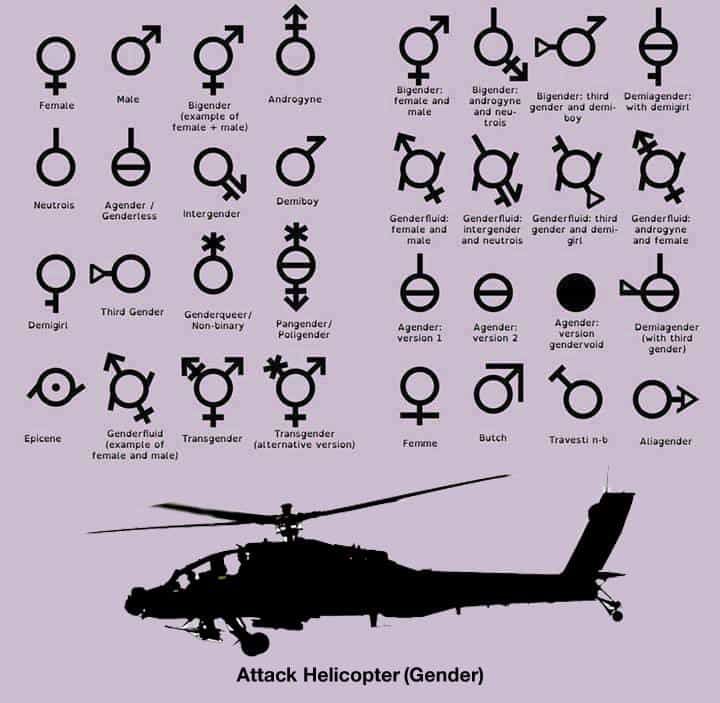 Female
Male
Bigender
(example of
female + male)
Androgyne
Bigender:
female and
male
Bigender:
androgyne
and neu-
trois
Bigender: third
gender and demi-
boy
Demiagender:
with demigirl
Neutrois
Agender /
Genderless
Intergender
Demiboy
Genderfluid:
female and
male
Genderfluid:
intergender
and neutrois
Genderfluid: third
gender and demi-
girl
Genderfluid:
androgyne
and female
Demigirl
Third Gender
Genderqueer/
Non-binary
Pangender/
Poligender
Agender:
version 1
Agender:
version 2
Agender:
version
gendervoid
Demiagender
(with third
gender)
Epicene
Genderfluid
(example of
female and male)
Transgender
Transgender
(alternative version)
Femme
Butch
Travesti n-b
Aliagender
Attack Helicopter (Gender)